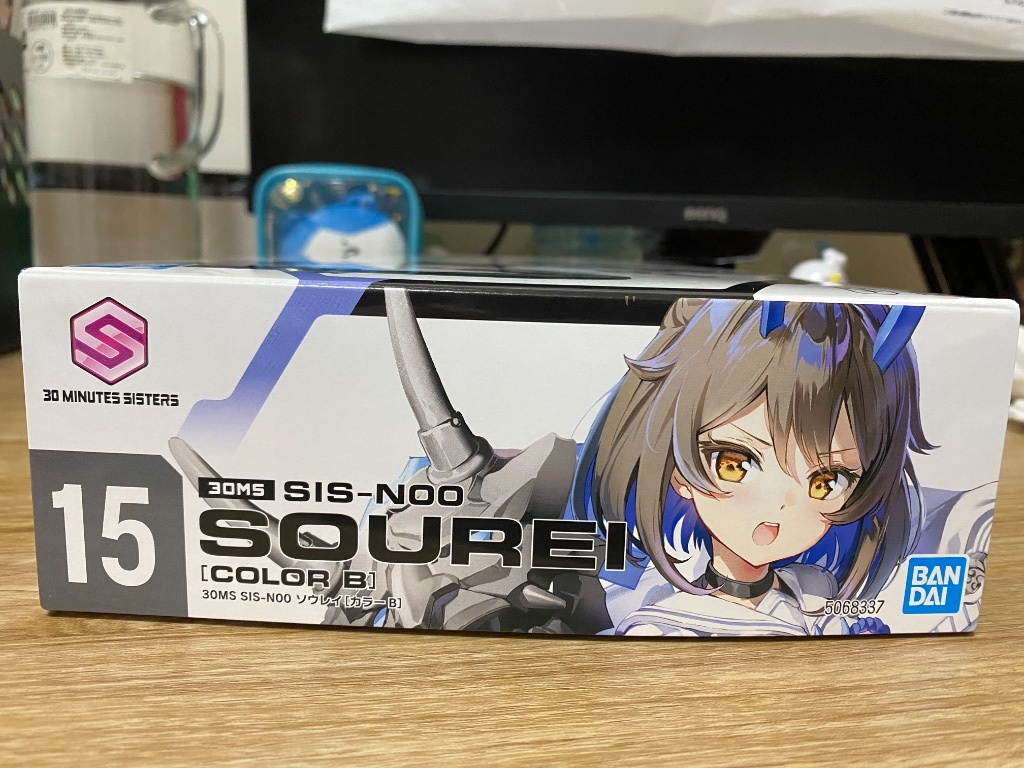 BenQ
30 MINUTES SISTERS
15
30MS SIS-N00
SOUREI
[COLOR B]
30MS SIS-N00 ソウレイ[カラーB]
5068337
BAN
DAI